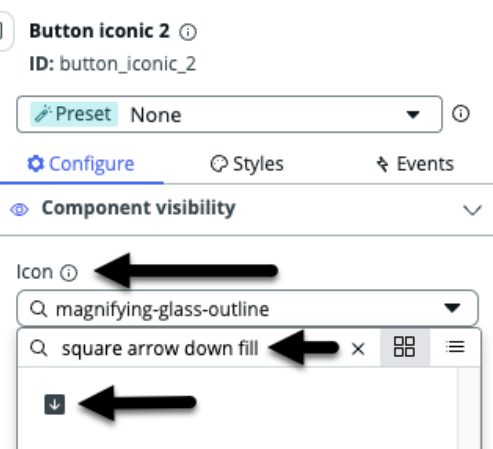 Button iconic 2
ID: button_iconic_2
Preset None
Configure Styles Events
Component visibility
Icon
magnifying-glass-outline
square arrow down fill